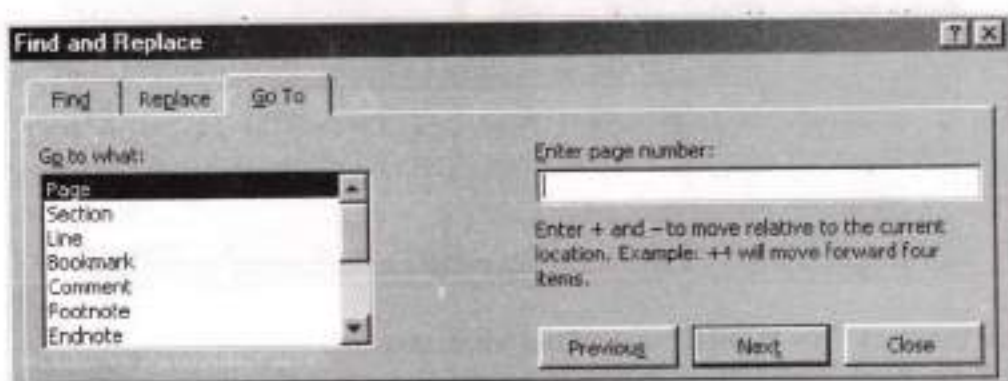 Find and Replace
Find Replace Go To
Go to what:
Page
Section
Line
Bookmark
Comment
Footnote
Endnote
Enter page number:
Enter + and – to move relative to the current
location. Example: +4 will move forward four
items.
Previous Next Close